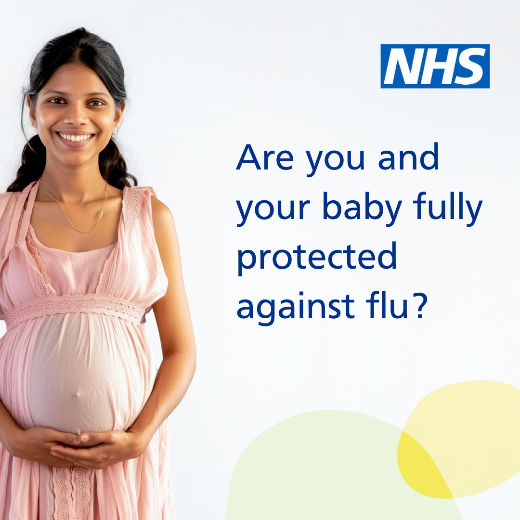 NHS
Are you and
your baby fully
protected
against flu?